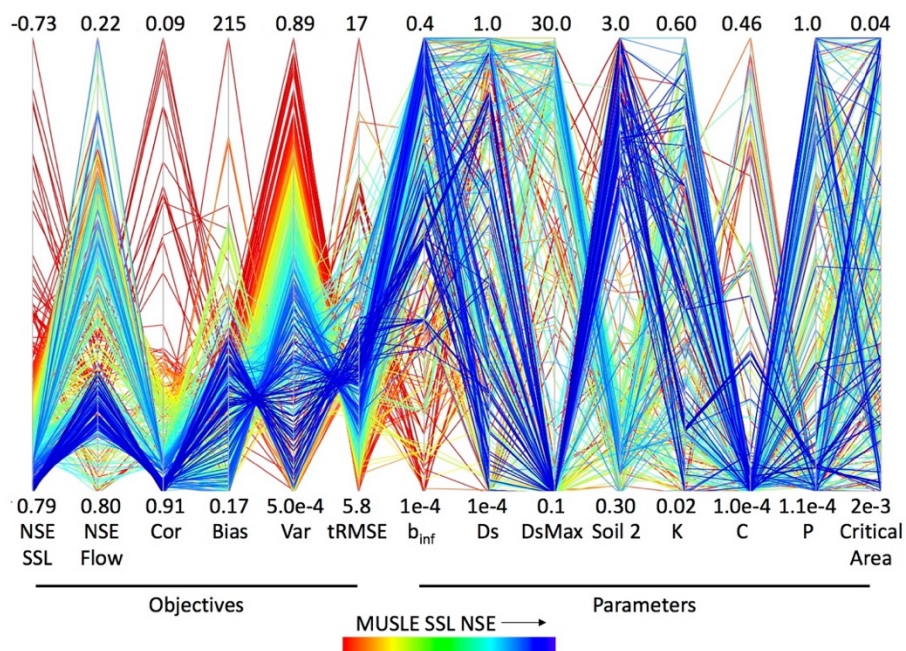 -0.73 0.22 0.09 215 0.89 17 0.4 1.0 30.0 3.0 0.60 0.46 1.0 0.04
0.79 0.80 0.91 0.17 5.0e-4 5.8 1e-4 1e-4 0.1 0.30 0.02 1.0e-4 1.1e-4 2e-3
NSE NSE Cor Bias Var tRMSE binf Ds DsMax Soil 2 K C P Critical
SSL Flow Area
Objectives Parameters
MUSLE SSL NSE →